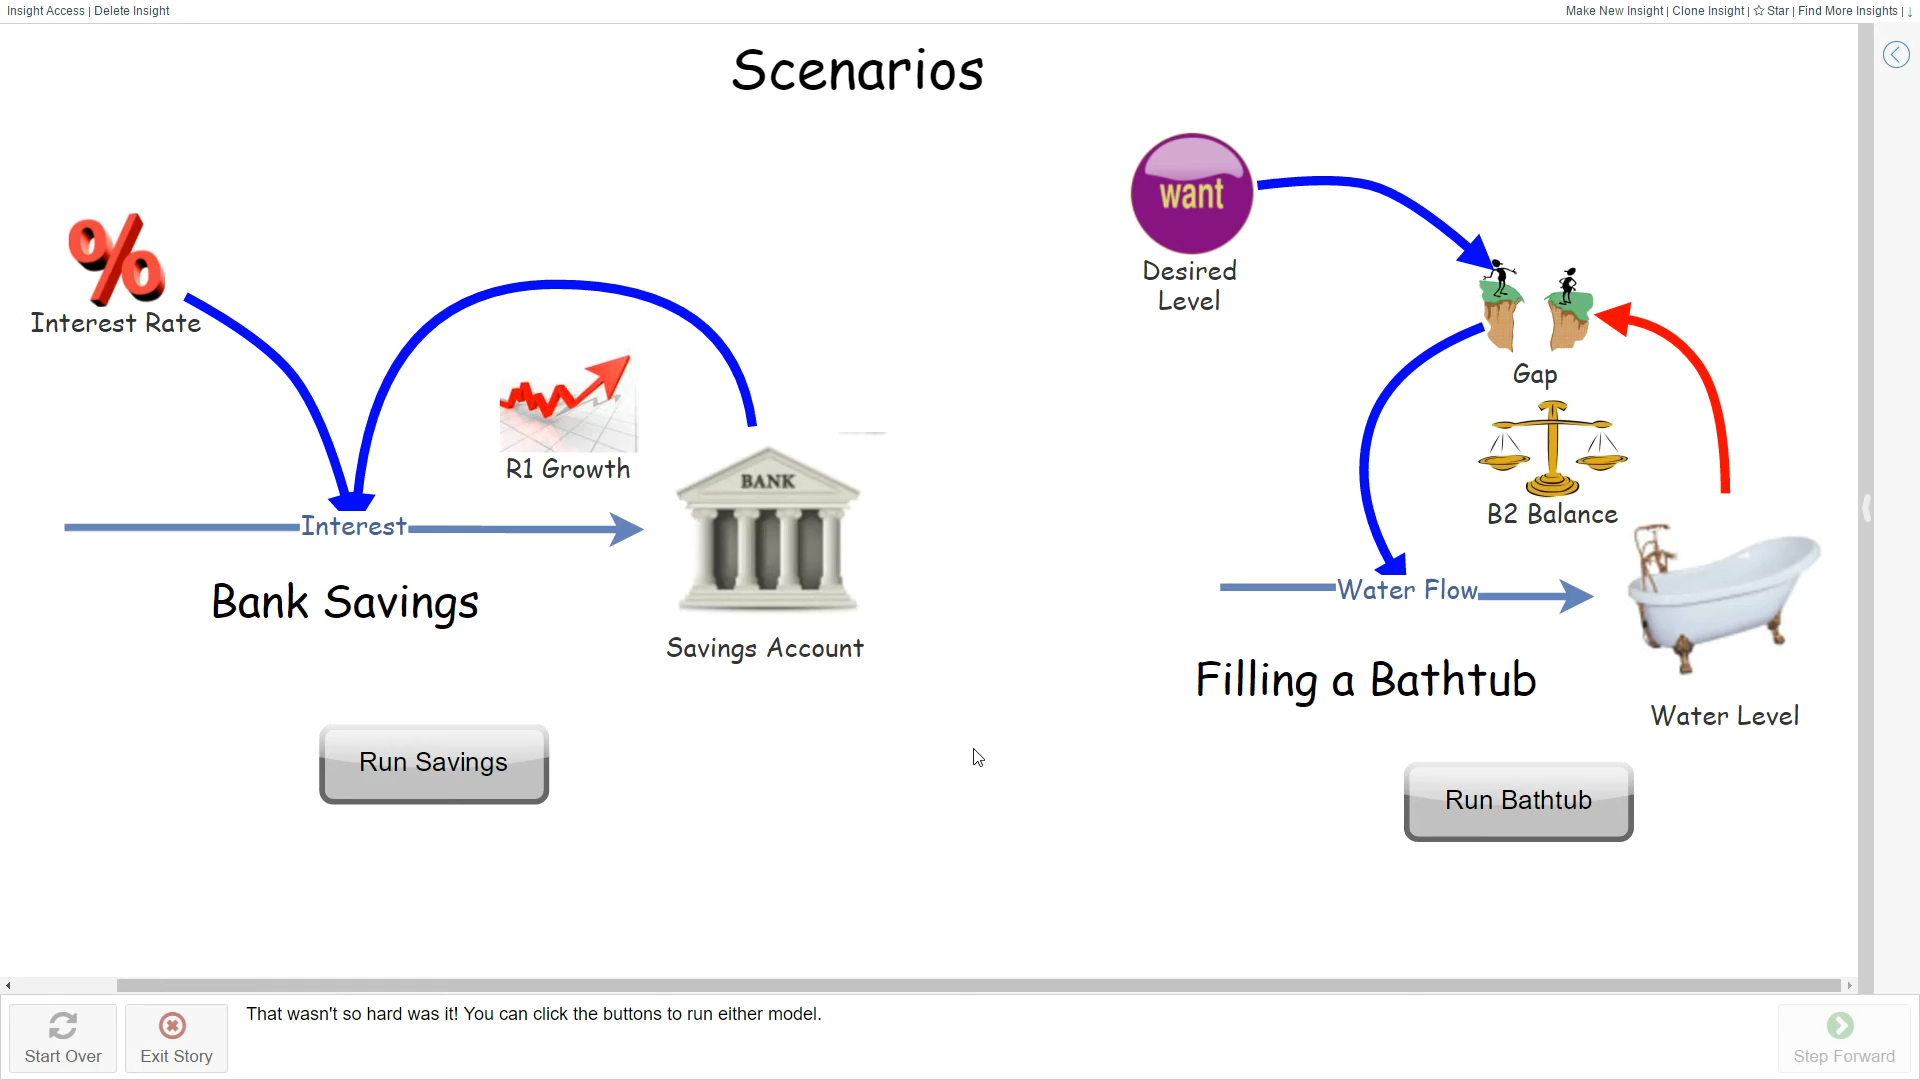 Insight Access | Delete Insight
Make New Insight | Clone Insight | ☆ Star | Find More Insights | ↓
Scenarios
want
Desired
Level
Interest Rate
Gap
R1 Growth
BANK
B2 Balance
Interest
Water Flow
Bank Savings
Savings Account
Filling a Bathtub
Water Level
Run Savings
Run Bathtub
That wasn't so hard was it! You can click the buttons to run either model.
Start Over
Exit Story
Step Forward